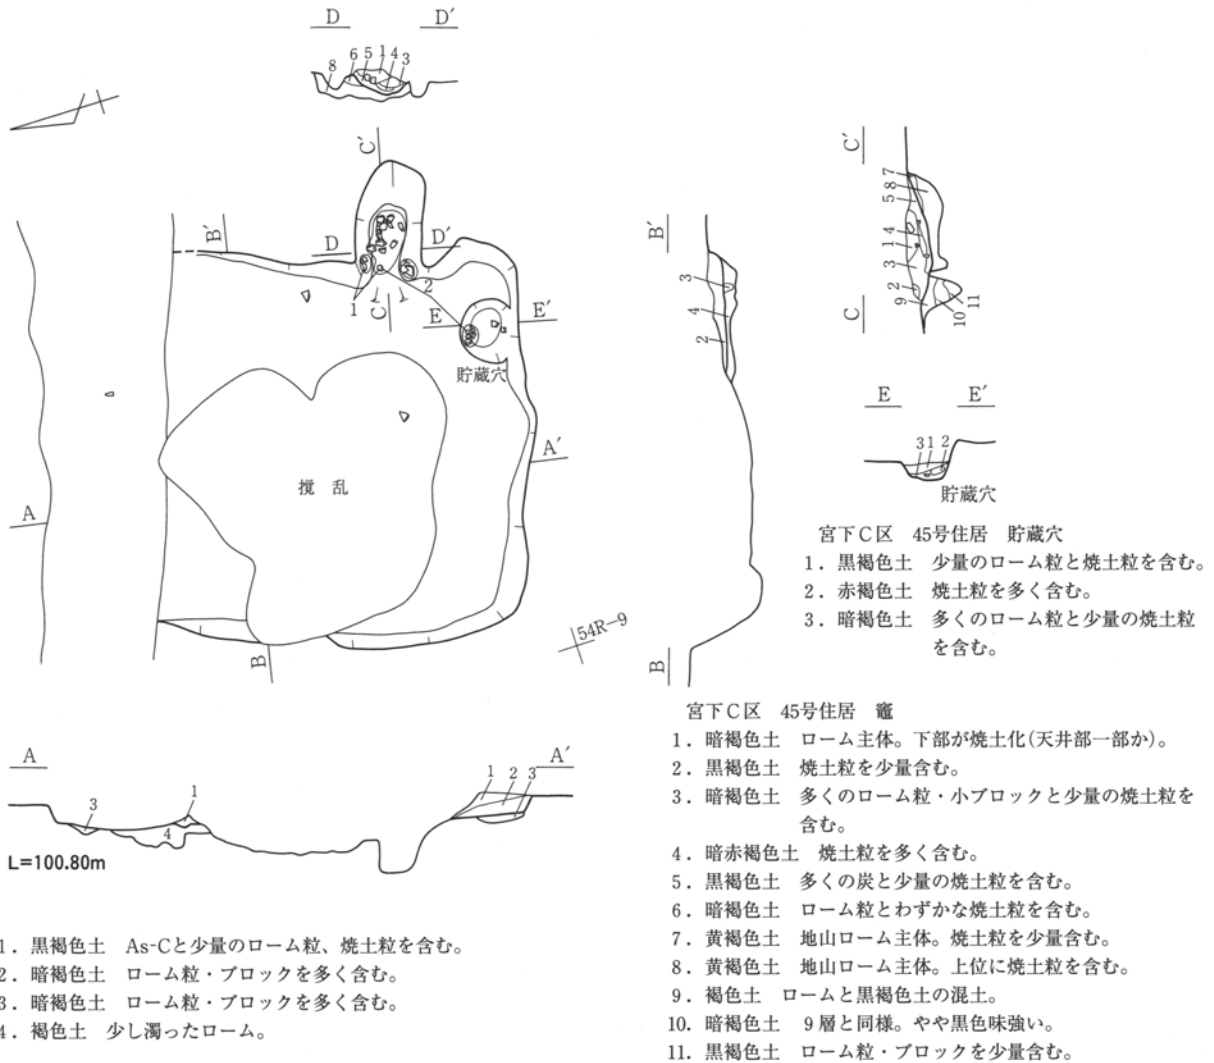 D D′
8 6 5 1 4 3
C′
B′ D D′
1 2
C E E′
貯蔵穴
A′
撹乱
A
54R-9
B
B′
3
4
2
B
C′
7
8
5
4
1
3
2
9
10
11
C
E E′
3 1 2
貯蔵穴
宮下C区 45号住居 貯蔵穴
1．黒褐色土 少量のローム粒と焼土粒を含む。
2．赤褐色土 焼土粒を多く含む。
3．暗褐色土 多くのローム粒と少量の焼土粒
を含む。
宮下C区 45号住居 竈
1．暗褐色土 ローム主体。下部が焼土化(天井部一部か)。
2．黒褐色土 焼土粒を少量含む。
3．暗褐色土 多くのローム粒・小ブロックと少量の焼土粒を
含む。
4．暗赤褐色土 焼土粒を多く含む。
5．黒褐色土 多くの炭と少量の焼土粒を含む。
6．暗褐色土 ローム粒とわずかな焼土粒を含む。
7．黄褐色土 地山ローム主体。焼土粒を少量含む。
8．黄褐色土 地山ローム主体。上位に焼土粒を含む。
9．褐色土 ロームと黒褐色土の混土。
10．暗褐色土 9層と同様。やや黒色味強い。
11．黒褐色土 ローム粒・ブロックを少量含む。
A A′
3 1 4 1 2 3
L=100.80m
1．黒褐色土 As-Cと少量のローム粒、焼土粒を含む。
2．暗褐色土 ローム粒・ブロックを多く含む。
3．暗褐色土 ローム粒・ブロックを多く含む。
4．褐色土 少し濁ったローム。